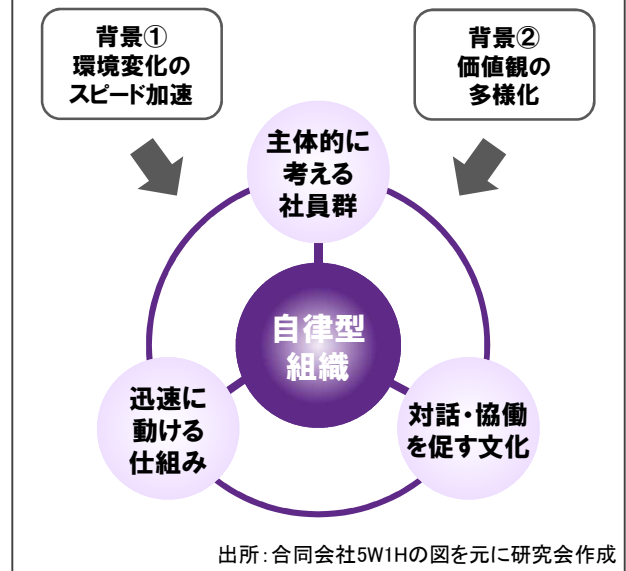 背景①
環境変化の
スピード加速
背景②
価値観の
多様化
主体的に
考える
社員群
自律型
組織
迅速に
動ける
仕組み
対話・協働
を促す文化
出所：合同会社5W1Hの図を元に研究会作成